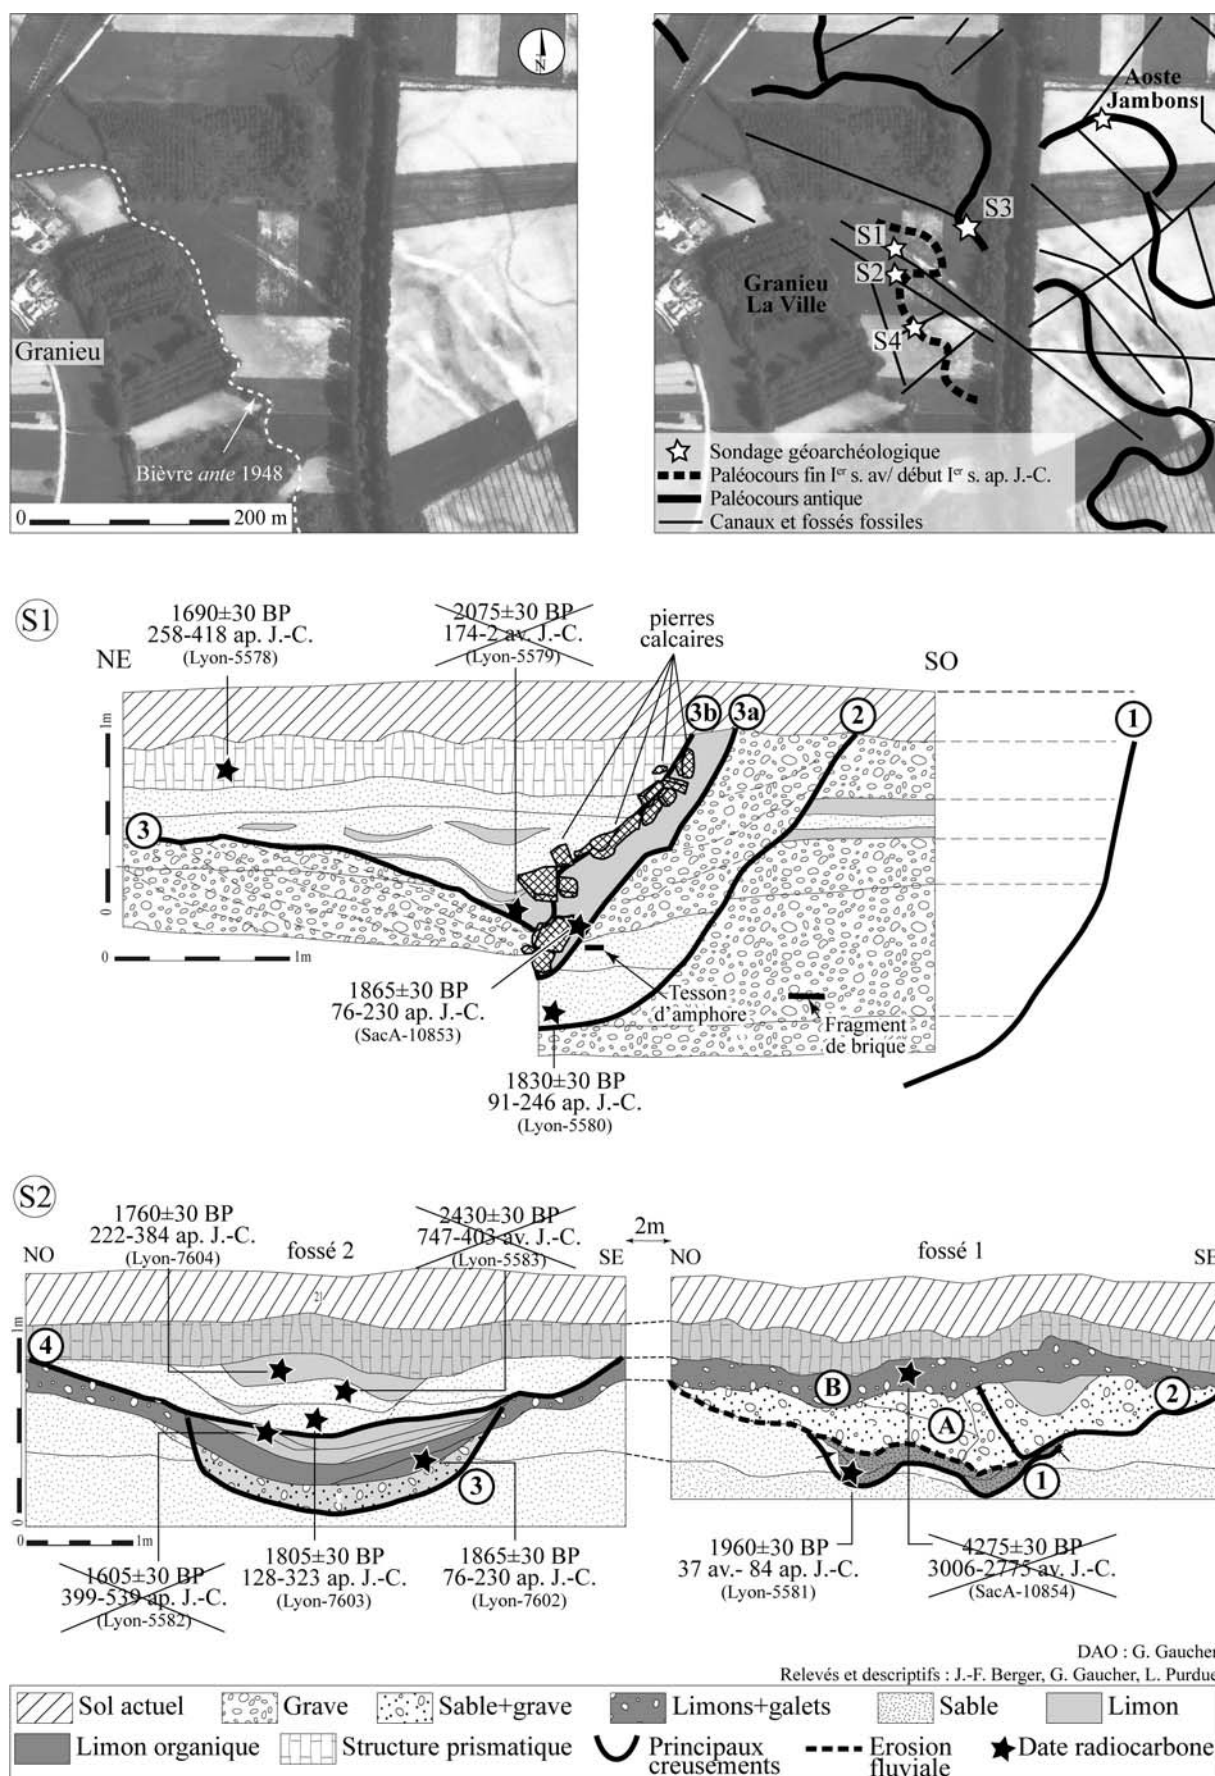 N
Granieu
Bièvre ante 1948
0 200 m
Aoste
Jambons
S3
S1
S2
Granieu
La Ville
S4
Sondage géoarchéologique
Paléocours fin Ier s. av/ début Ier s. ap. J.-C.
Paléocours antique
Canaux et fossés fossiles
S1
1690±30 BP
258-418 ap. J.-C.
(Lyon-5578)
2075±30 BP
174-2 av. J.-C.
(Lyon-5579)
pierres
calcaires
NE
SO
3b
3a
2
1
1m
0
3
0 1m
1865±30 BP
76-230 ap. J.-C.
(SacA-10853)
Tesson
d'amphore
Fragment
de brique
1830±30 BP
91-246 ap. J.-C.
(Lyon-5580)
S2
1760±30 BP
222-384 ap. J.-C.
(Lyon-7604)
2430±30 BP
747-403 av. J.-C.
(Lyon-5583)
NO
fossé 2
SE
2m
NO
fossé 1
SE
1m
0
4
3
B
A
2
1
0 1m
1605±30 BP
399-539 ap. J.-C.
(Lyon-5582)
1805±30 BP
128-323 ap. J.-C.
(Lyon-7603)
1865±30 BP
76-230 ap. J.-C.
(Lyon-7602)
1960±30 BP
37 av.- 84 ap. J.-C.
(Lyon-5581)
4275±30 BP
3006-2775 av. J.-C.
(SacA-10854)
DAO : G. Gaucher
Relevés et descriptifs : J.-F. Berger, G. Gaucher, L. Purdue
Sol actuel
Grave
Sable+grave
Limons+galets
Sable
Limon
Limon organique
Structure prismatique
Principaux
creusements
Erosion
fluviale
Date radiocarbone